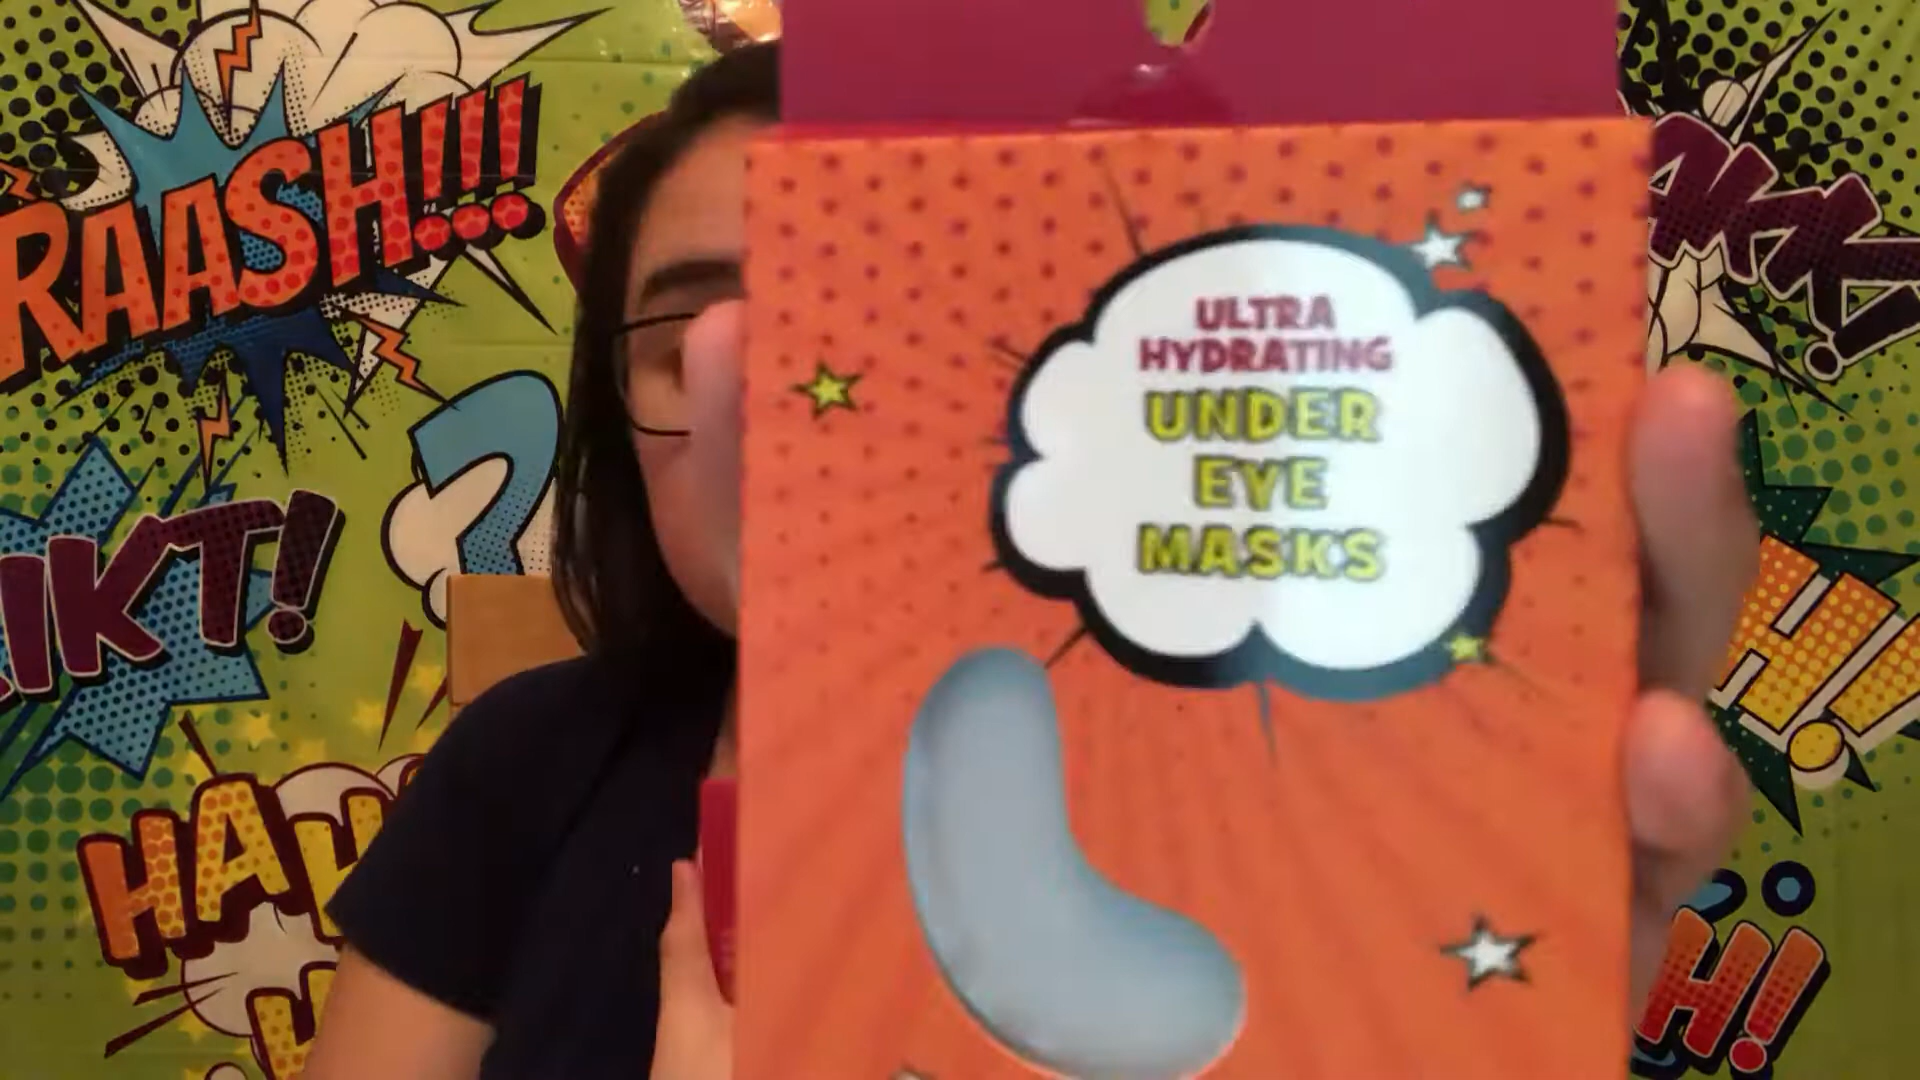 RAASH!!!
IKT!
HAH
H
ULTRA
HYDRATING
UNDER
EYE
MASKS
H!
H!